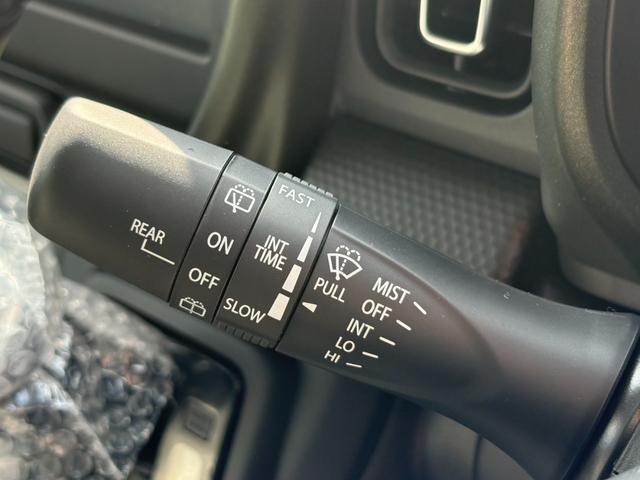 REAR
ON
OFF
FAST
INT
TIME
SLOW
PULL
MIST
OFF
INT
LO
HI